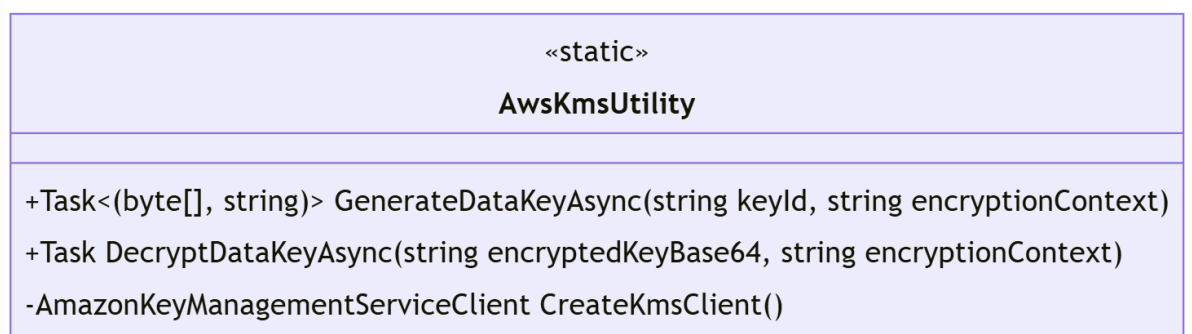 «static»
AwsKmsUtility
+Task<(byte[], string)> GenerateDataKeyAsync(string keyId, string encryptionContext)
+Task DecryptDataKeyAsync(string encryptedKeyBase64, string encryptionContext)
-AmazonKeyManagementServiceClient CreateKmsClient()